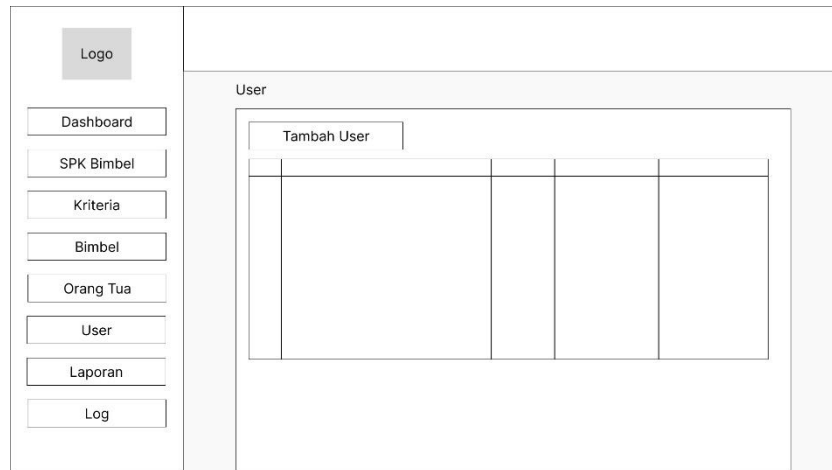 Logo
Dashboard
SPK Bimbel
Kriteria
Bimbel
Orang Tua
User
Laporan
Log
User
Tambah User